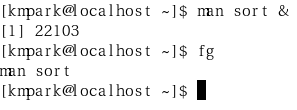 [kmpark@localhost ~]$ man sort &
[1] 22103
[kmpark@localhost ~]$ fg
man sort
[kmpark@localhost ~]$